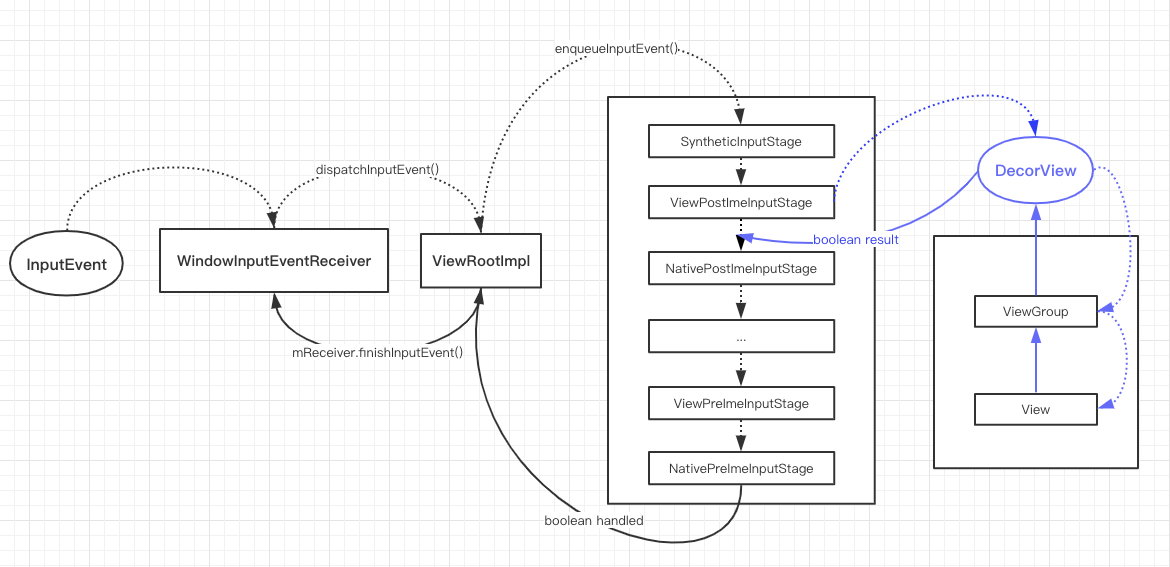 enqueueInputEvent()
dispatchInputEvent()
InputEvent
WindowInputEventReceiver
ViewRootImpl
mReceiver.finishInputEvent()
boolean handled
SyntheticInputStage
ViewPostImeInputStage
NativePostImeInputStage
...
ViewPreImeInputStage
NativePreImeInputStage
DecorView
boolean result
ViewGroup
View